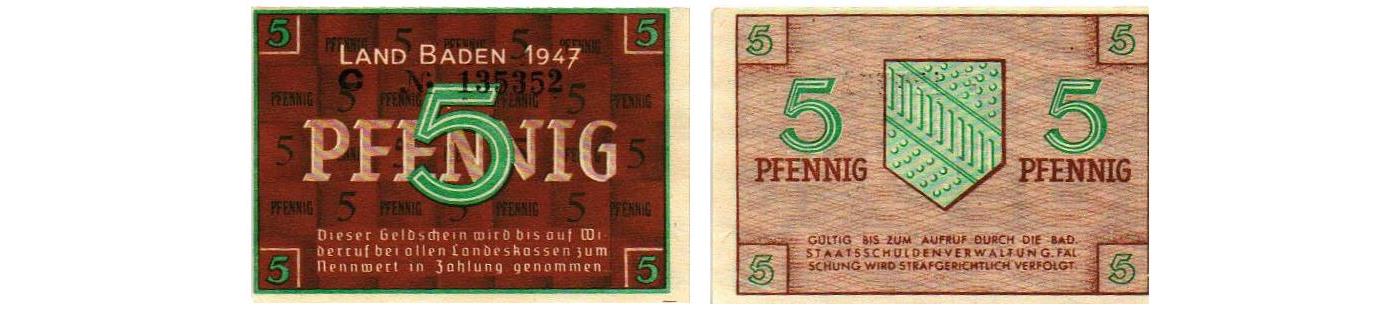 5 5
LAND BADEN 1947
C № 135352
5
PFENNIG
Dieser Geldschein wird bis auf Wi-
derruf bei allen Landeskassen zum
Nennwert in Zahlung genommen
5 5
5 5
5 5
PFENNIG PFENNIG
GÜLTIG BIS ZUM AUFRUF DURCH DIE BAD.
STAATSSCHULDENVERWALTUNG. FÄL
SCHUNG WIRD STRAFGERICHTLICH VERFOLGT.
5 5